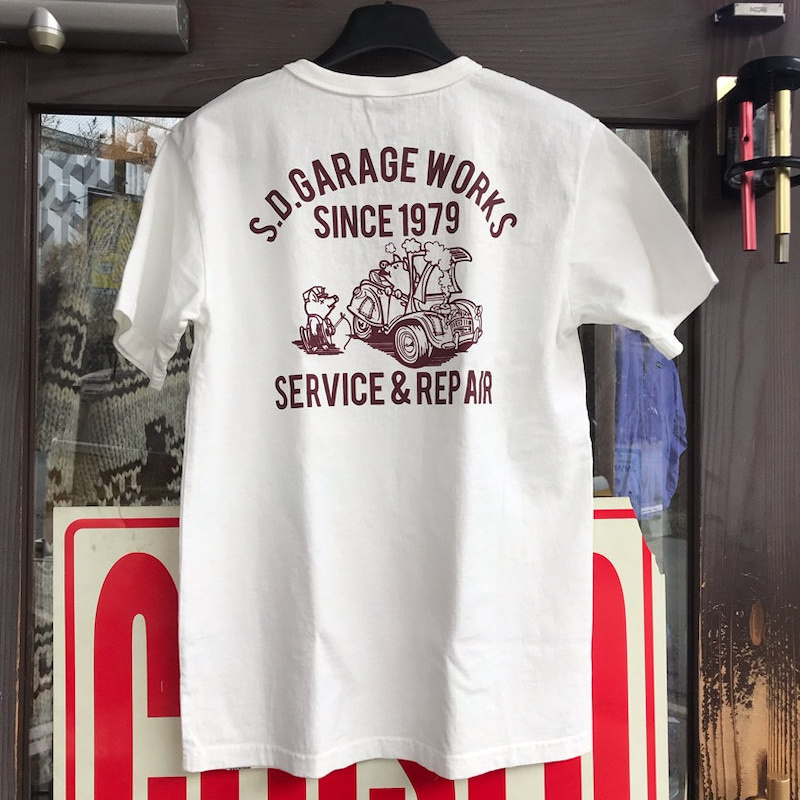 S.D.GARAGE WORKS
SINCE 1979
SERVICE & REPAIR